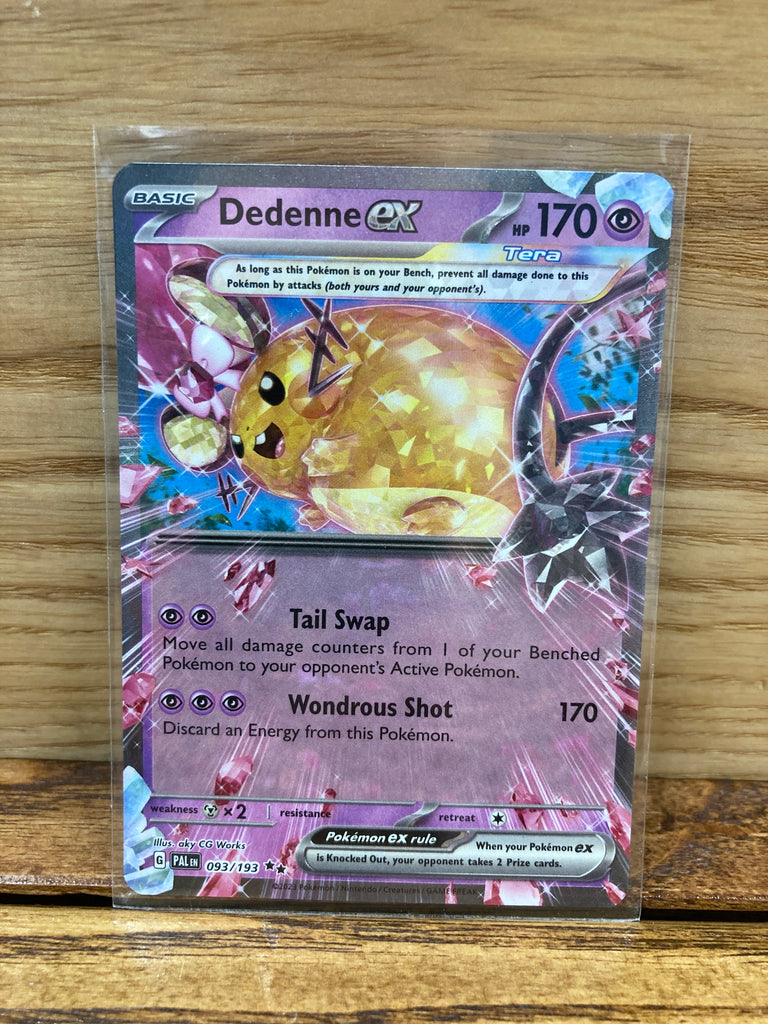 BASIC
Dedenne ex
HP 170
Tera
As long as this Pokémon is on your Bench, prevent all damage done to this
Pokémon by attacks (both yours and your opponent's).
Tail Swap
Move all damage counters from 1 of your Benched
Pokémon to your opponent's Active Pokémon.
Wondrous Shot 170
Discard an Energy from this Pokémon.
weakness ×2 resistance retreat
Illus. aky CG Works
Pokémon ex rule
When your Pokémon ex
is Knocked Out, your opponent takes 2 Prize cards.
G PAL EN 093/193
©2023 Pokémon / Nintendo / Creatures / GAME FREAK